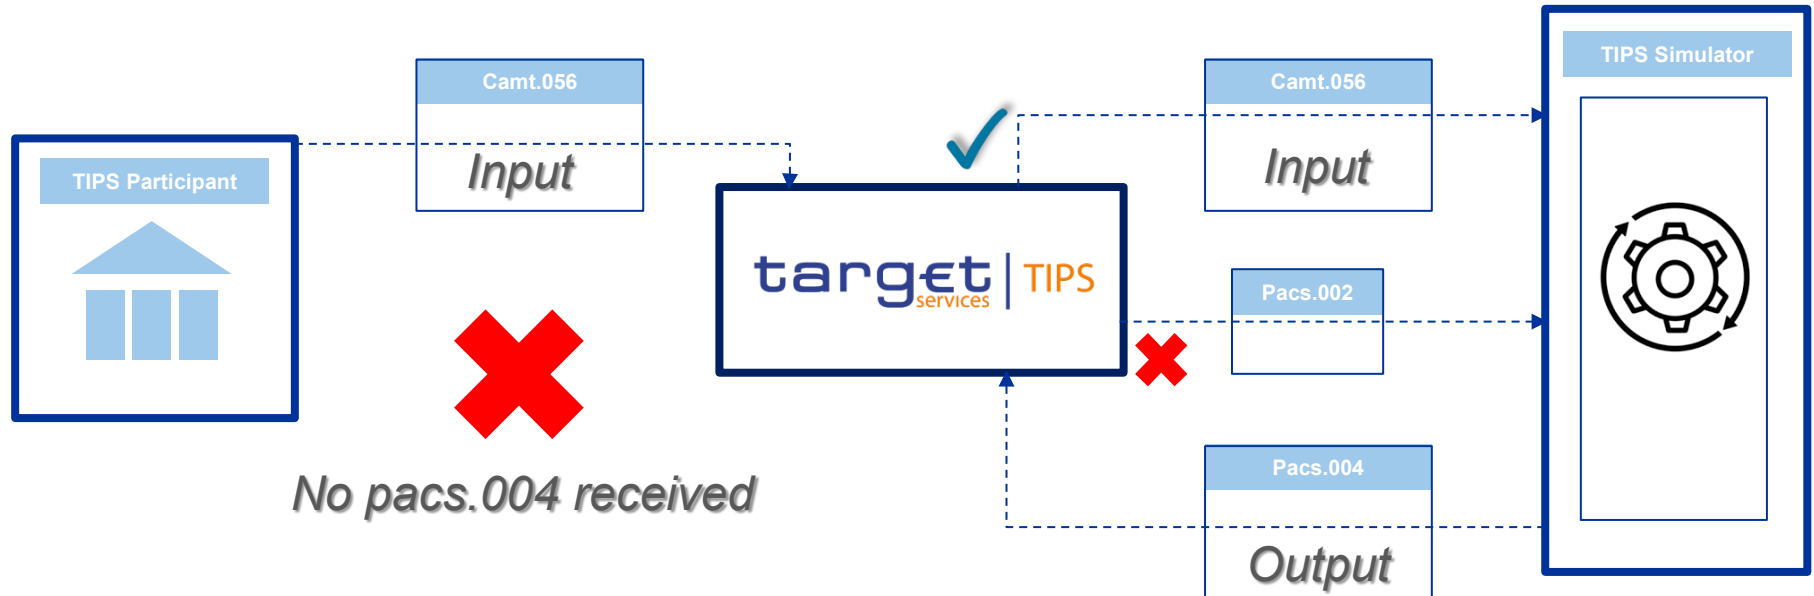 TIPS Participant
Camt.056
Input
No pacs.004 received
target
services
TIPS
Camt.056
Input
Pacs.002
Pacs.004
Output
TIPS Simulator